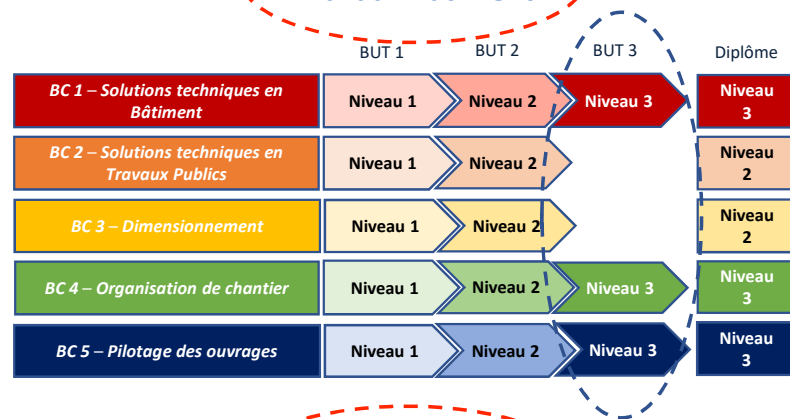 BUT 1 BUT 2 BUT 3 Diplôme
BC 1 – Solutions techniques en
Bâtiment
Niveau 1 Niveau 2 Niveau 3 Niveau
3
BC 2 – Solutions techniques en
Travaux Publics
Niveau 1 Niveau 2 Niveau
2
BC 3 – Dimensionnement
Niveau 1 Niveau 2 Niveau
2
BC 4 – Organisation de chantier
Niveau 1 Niveau 2 Niveau 3 Niveau
3
BC 5 – Pilotage des ouvrages
Niveau 1 Niveau 2 Niveau 3 Niveau
3